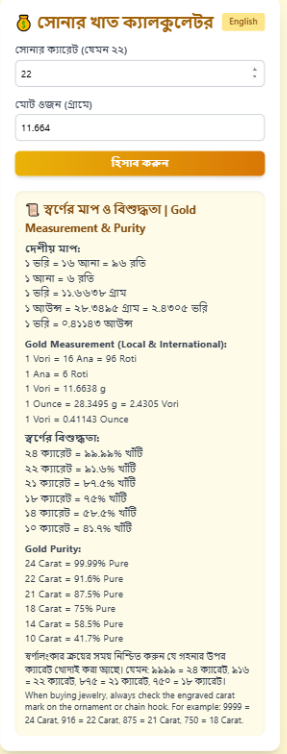 💰 সোনার খাত ক্যালকুলেটর
English
সোনার ক্যারেট (যেমন ২২)
22
মোট ওজন (গ্রামে)
11.664
হিসাব করুন
📜 স্বর্ণের মাপ ও বিশুদ্ধতা | Gold
Measurement & Purity
দেশীয় মাপ:
১ ভরি = ১৬ আনা = ৯৬ রতি
১ আনা = ৬ রতি
১ ভরি = ১১.৬৬৩৮ গ্রাম
১ আউন্স = ২৮.৩৪৯৫ গ্রাম = ২.৪৩০৫ ভরি
১ ভরি = ০.৪১১৪৩ আউন্স
Gold Measurement (Local & International):
1 Vori = 16 Ana = 96 Roti
1 Ana = 6 Roti
1 Vori = 11.6638 g
1 Ounce = 28.3495 g = 2.4305 Vori
1 Vori = 0.41143 Ounce
স্বর্ণের বিশুদ্ধতা:
২৪ ক্যারেট = ৯৯.৯৯% খাঁটি
২২ ক্যারেট = ৯১.৬% খাঁটি
২১ ক্যারেট = ৮৭.৫% খাঁটি
১৮ ক্যারেট = ৭৫% খাঁটি
১৪ ক্যারেট = ৫৮.৫% খাঁটি
১০ ক্যারেট = ৪১.৭% খাঁটি
Gold Purity:
24 Carat = 99.99% Pure
22 Carat = 91.6% Pure
21 Carat = 87.5% Pure
18 Carat = 75% Pure
14 Carat = 58.5% Pure
10 Carat = 41.7% Pure
স্বর্ণালংকার ক্রয়ের সময় নিশ্চিত করুন যে গহনার উপর
ক্যারেট খোদাই করা আছে। যেমন: ৯৯৯৯ = ২৪ ক্যারেট, ৯১৬
= ২২ ক্যারেট, ৮৭৫ = ২১ ক্যারেট, ৭৫০ = ১৮ ক্যারেট।
When buying jewelry, always check the engraved carat
mark on the ornament or chain hook. For example: 9999 =
24 Carat, 916 = 22 Carat, 875 = 21 Carat, 750 = 18 Carat.